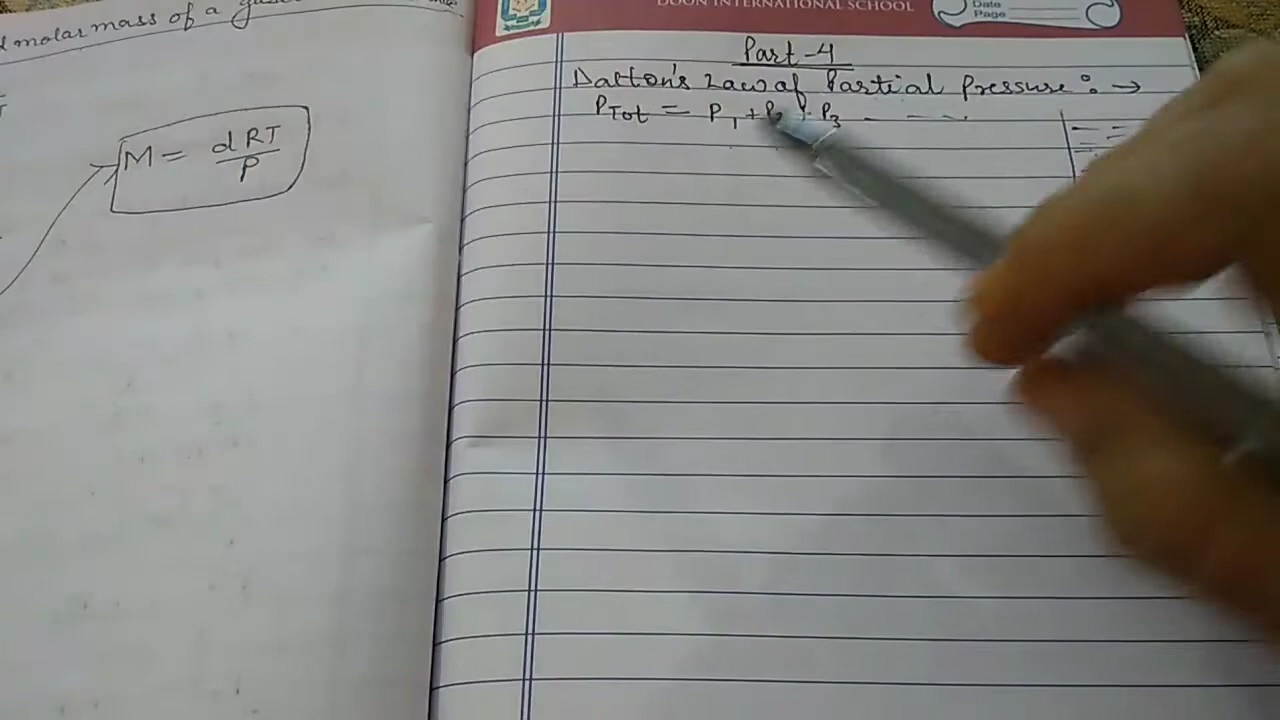 molar mass of a
M = dRT/P
DOON INTERNATIONAL SCHOOL
Date
Page
Part-4
Dalton's Law of Partial Pressure : →
PTot = P1 + P2 + P3 - - - -